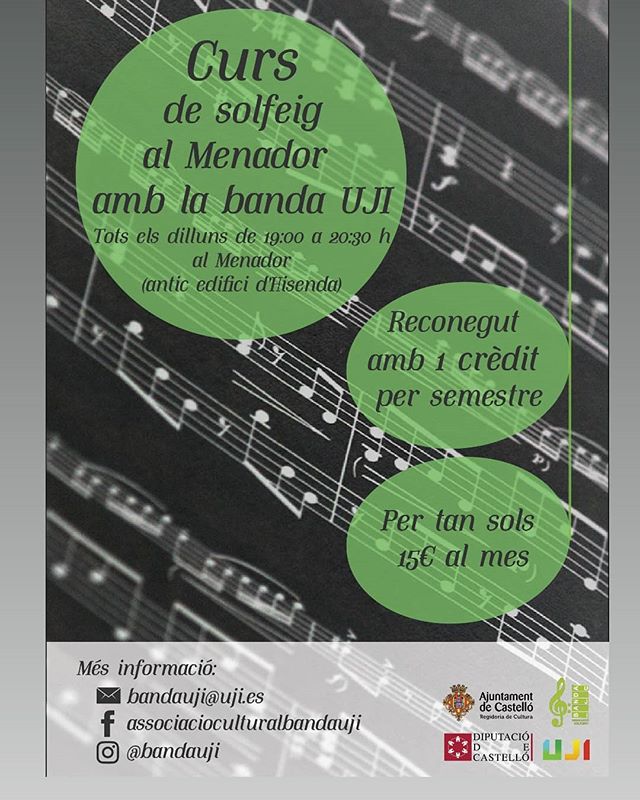 Curs
de solfeig
al Menador
amb la banda UJI
Tots els dilluns de 19:00 a 20:30 h
al Menador
(antic edifici d'Hisenda)
Reconegut
amb 1 crèdit
per semestre
Per tan sols
15€ al mes
Més informació:
bandauji@uji.es
associacioculturalbandauji
@bandauji
Ajuntament
de Castelló
Regidoria de Cultura
BANDA
DIPUTACIÓ
D E
CASTELLÓ
UJI